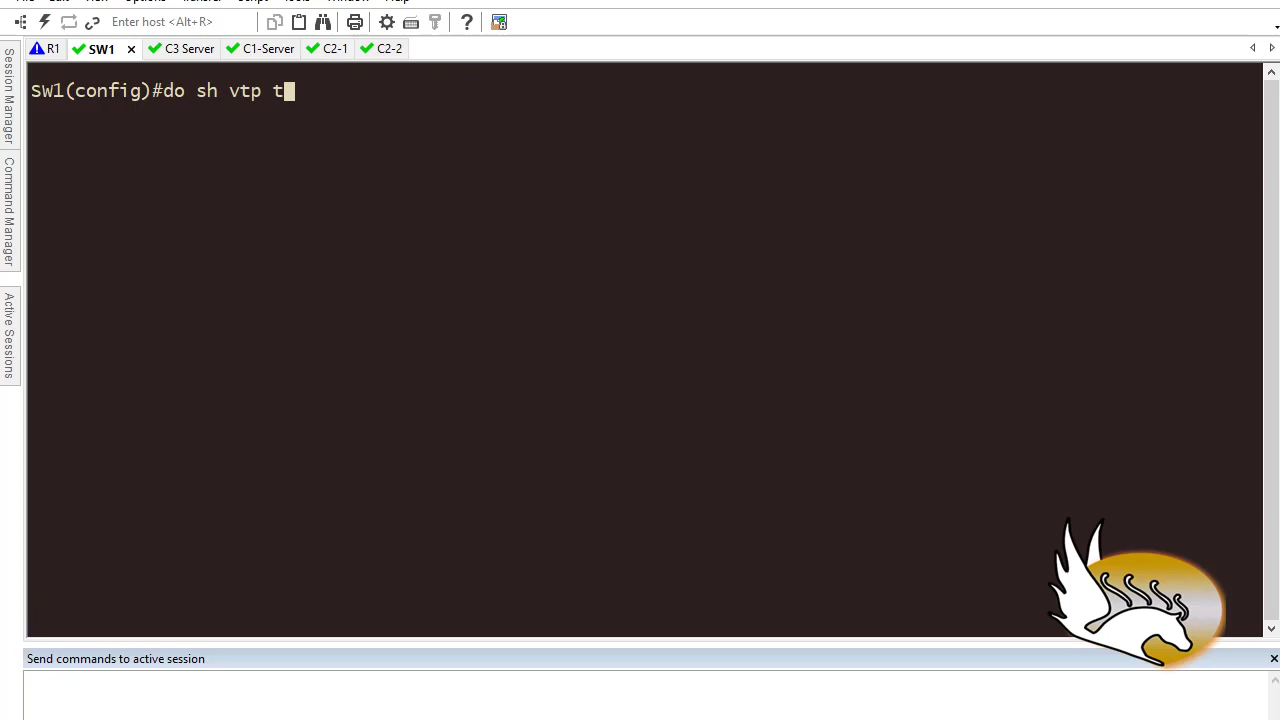 Enter host <Alt+R>
R1 SW1 × C3 Server C1-Server C2-1 C2-2
Session Manager
Command Manager
Active Sessions
SW1(config)#do sh vtp t
Send commands to active session